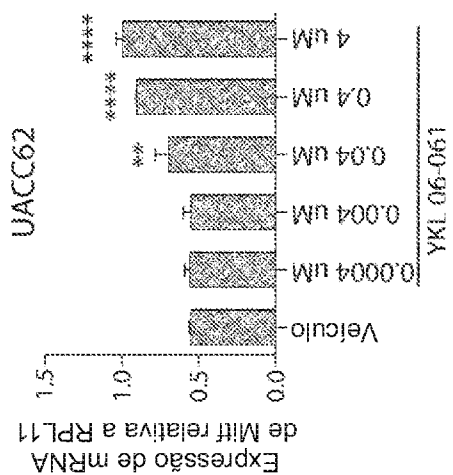 UACC62
Expressão de mRNA
de Mitf relativa a RPL11
1.5
1.0
0.5
0.0
**
****
****
Veículo
0.0004 uM
0.004 uM
0.04 uM
0.4 uM
4 uM
YKL 06-061